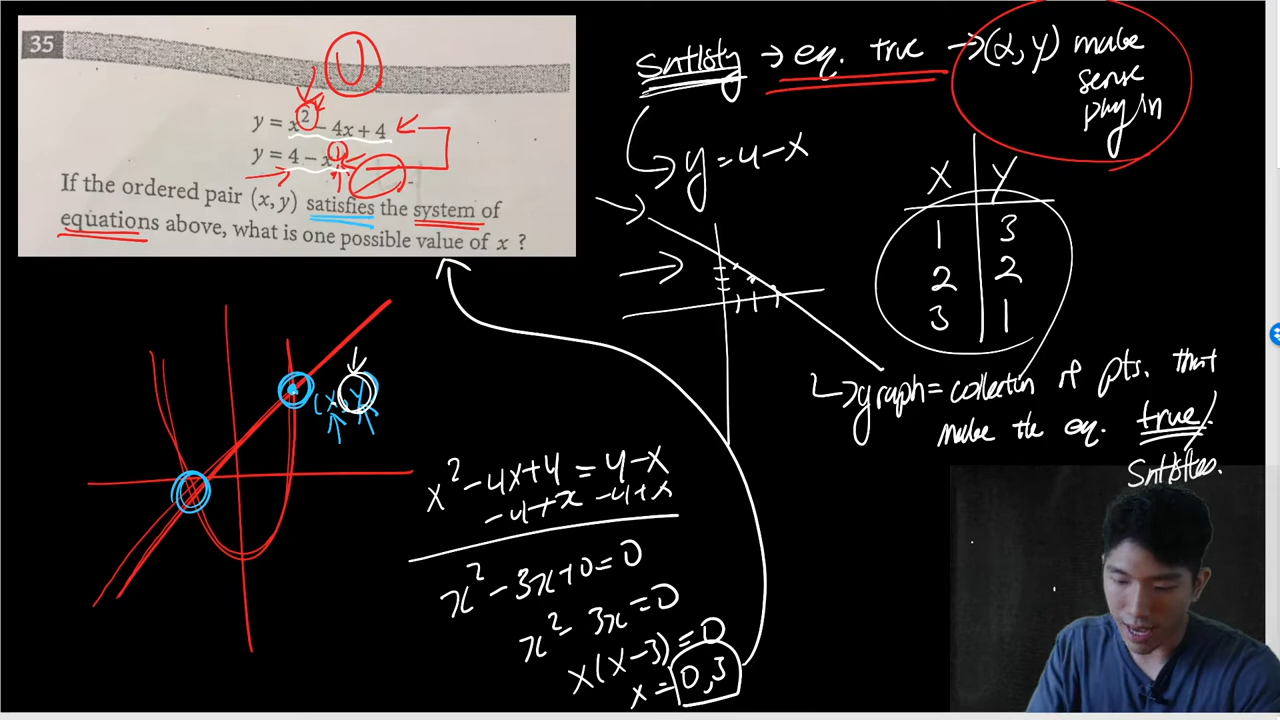 35
U
y = x² − 4x + 4
y = 4 − x
If the ordered pair (x, y) satisfies the system of
equations above, what is one possible value of x ?
satisfy → eq. true → (x, y) make
sense
plug in
y = 4 − x
X Y
1 3
2 2
3 1
↳ graph = collection of pts. that
make the eq. true/
satisfies.
(x, y)
x² − 4x + 4 = 4 − x
− 4 + x − 4 + x
x² − 3x + 0 = 0
x² − 3x = 0
x(x − 3) = 0
x = 0, 3